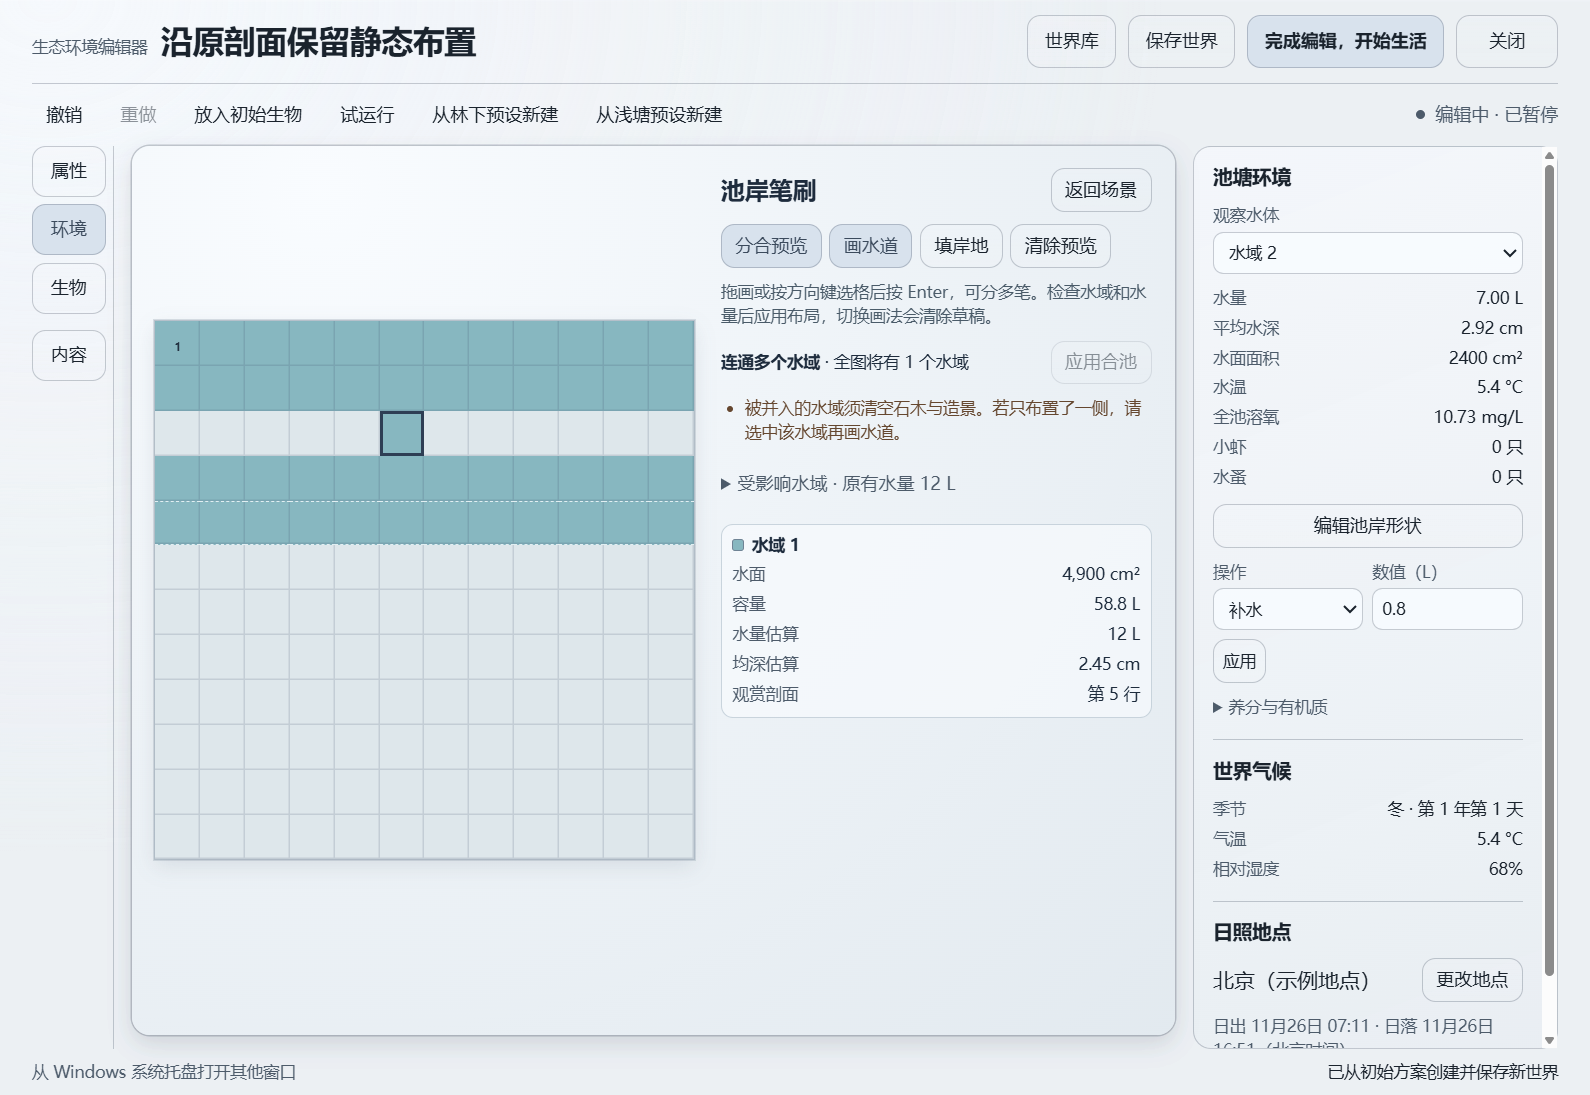 生态环境编辑器 沿原剖面保留静态布置
世界库 保存世界 完成编辑，开始生活 关闭
撤销 重做 放入初始生物 试运行 从林下预设新建 从浅塘预设新建
编辑中 · 已暂停
属性
环境
生物
内容
1
池岸笔刷
返回场景
分合预览 画水道 填岸地 清除预览
拖画或按方向键选格后按 Enter，可分多笔。检查水域和水
量后应用布局，切换画法会清除草稿。
连通多个水域 · 全图将有 1 个水域
应用合池
被并入的水域须清空石木与造景。若只布置了一侧，请
选中该水域再画水道。
受影响水域 · 原有水量 12 L
水域 1
水面 4,900 cm²
容量 58.8 L
水量估算 12 L
均深估算 2.45 cm
观赏剖面 第 5 行
池塘环境
观察水体
水域 2
水量 7.00 L
平均水深 2.92 cm
水面面积 2400 cm²
水温 5.4 °C
全池溶氧 10.73 mg/L
小虾 0 只
水蚤 0 只
编辑池岸形状
操作 数值（L）
补水 0.8
应用
养分与有机质
世界气候
季节 冬 · 第 1 年第 1 天
气温 5.4 °C
相对湿度 68%
日照地点
北京（示例地点） 更改地点
日出 11月26日 07:11 · 日落 11月26日
16:51（北京时间）
从 Windows 系统托盘打开其他窗口
已从初始方案创建并保存新世界